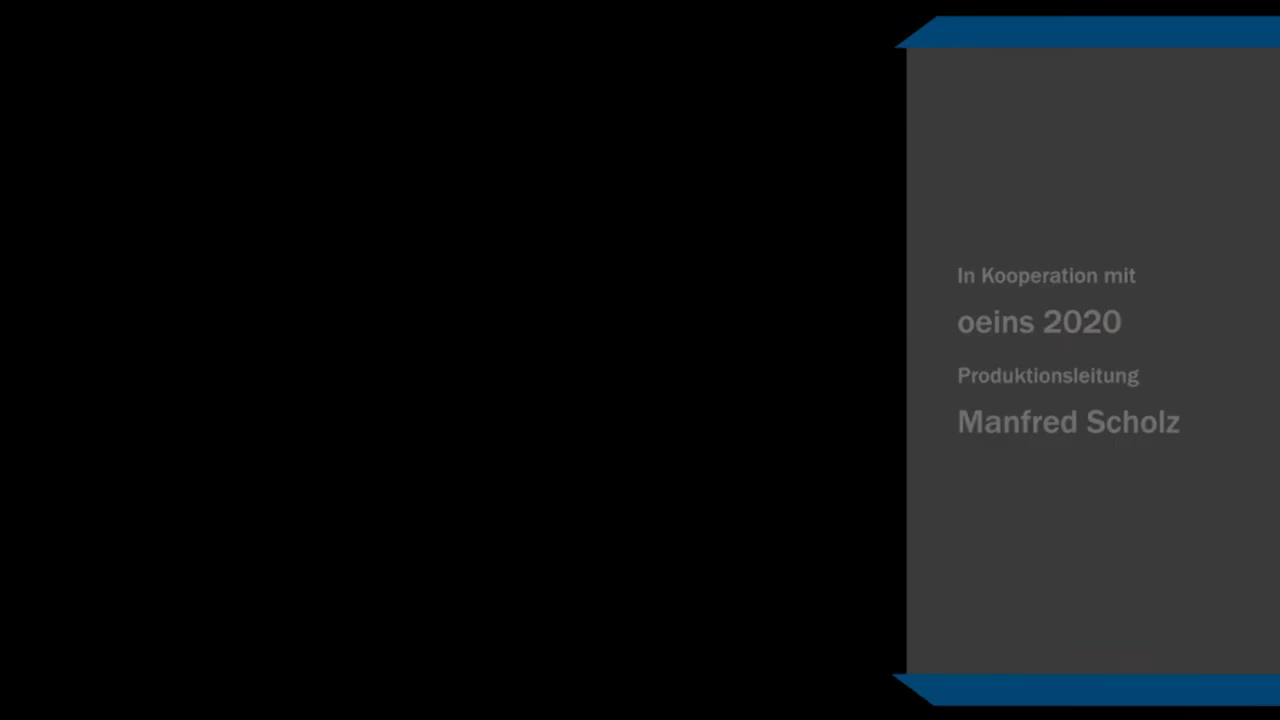 In Kooperation mit
oeins 2020
Produktionsleitung
Manfred Scholz